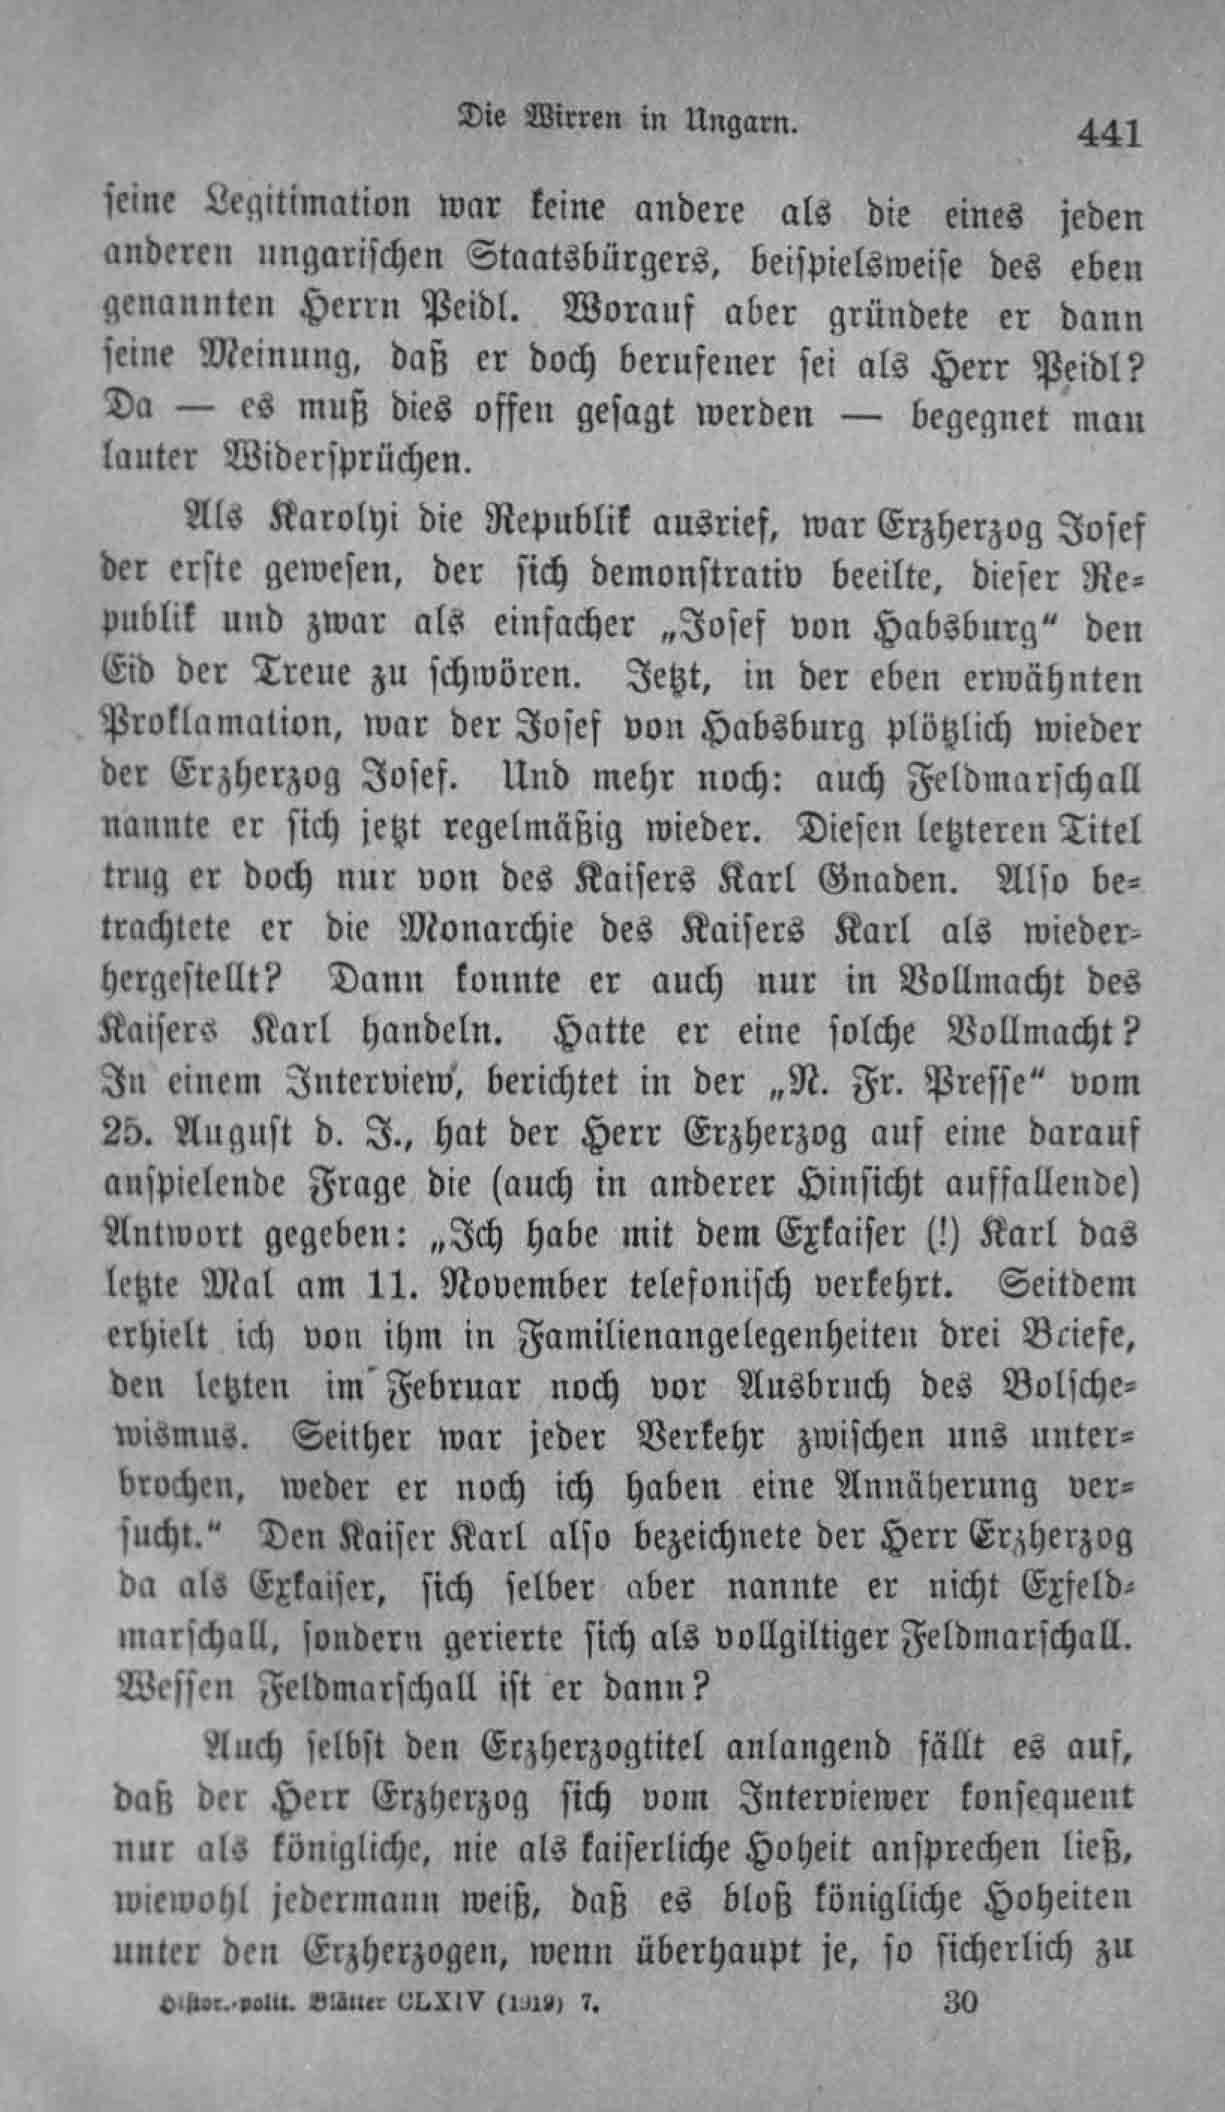 Die Wirren in Ungarn.
441
seine Legitimation war keine andere als die eines jeden
anderen ungarischen Staatsbürgers, beispielsweise des eben
genannten Herrn Peidl. Worauf aber gründete er dann
seine Meinung, daß er doch berufener sei als Herr Peidl?
Da — es muß dies offen gesagt werden — begegnet man
lauter Widersprüchen.
Als Karolyi die Republik ausrief, war Erzherzog Josef
der erste gewesen, der sich demonstrativ beeilte, dieser Re-
publik und zwar als einfacher „Josef von Habsburg“ den
Eid der Treue zu schwören. Jetzt, in der eben erwähnten
Proklamation, war der Josef von Habsburg plötzlich wieder
der Erzherzog Josef. Und mehr noch: auch Feldmarschall
nannte er sich jetzt regelmäßig wieder. Diesen letzteren Titel
trug er doch nur von des Kaisers Karl Gnaden. Also be-
trachtete er die Monarchie des Kaisers Karl als wieder-
hergestellt? Dann konnte er auch nur in Vollmacht des
Kaisers Karl handeln. Hatte er eine solche Vollmacht?
In einem Interview, berichtet in der „N. Fr. Presse“ vom
25. August d. J., hat der Herr Erzherzog auf eine darauf
anspielende Frage die (auch in anderer Hinsicht auffallende)
Antwort gegeben: „Ich habe mit dem Exkaiser (!) Karl das
letzte Mal am 11. November telefonisch verkehrt. Seitdem
erhielt ich von ihm in Familienangelegenheiten drei Briefe,
den letzten im Februar noch vor Ausbruch des Bolsche-
wismus. Seither war jeder Verkehr zwischen uns unter-
brochen, weder er noch ich haben eine Annäherung ver-
sucht.“ Den Kaiser Karl also bezeichnete der Herr Erzherzog
da als Exkaiser, sich selber aber nannte er nicht Exfeld-
marschall, sondern gerierte sich als vollgiltiger Feldmarschall.
Wessen Feldmarschall ist er dann?
Auch selbst den Erzherzogtitel anlangend fällt es auf,
daß der Herr Erzherzog sich vom Interviewer konsequent
nur als königliche, nie als kaiserliche Hoheit ansprechen ließ,
wiewohl jedermann weiß, daß es bloß königliche Hoheiten
unter den Erzherzogen, wenn überhaupt je, so sicherlich zu
Histor.-polit. Blätter CLXIV (1919) 7.
30